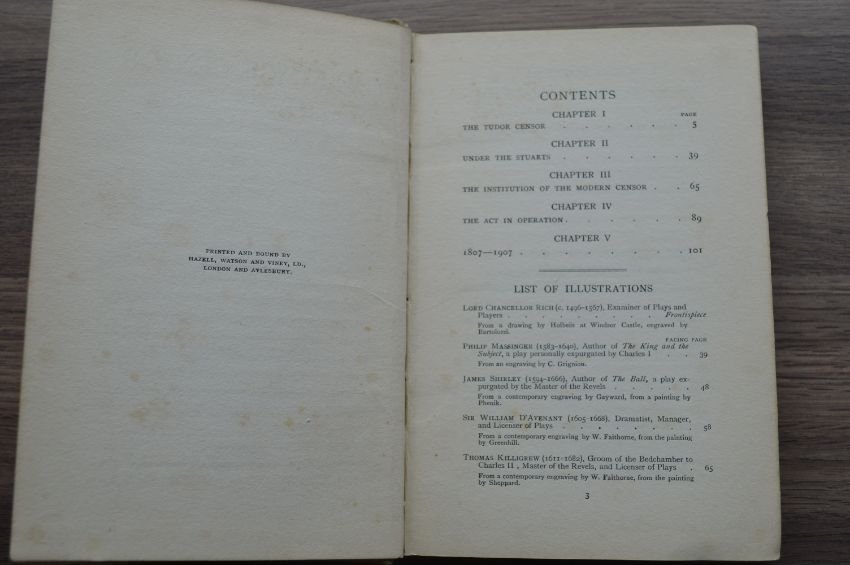 PRINTED AND BOUND BY
HAZELL, WATSON AND VINEY, LD.,
LONDON AND AYLESBURY.
CONTENTS
CHAPTER I
PAGE
THE TUDOR CENSOR . . . . . . 5
CHAPTER II
UNDER THE STUARTS . . . . . . 39
CHAPTER III
THE INSTITUTION OF THE MODERN CENSOR . . 65
CHAPTER IV
THE ACT IN OPERATION . . . . . . 89
CHAPTER V
1807—1907 . . . . . . . 101
LIST OF ILLUSTRATIONS
LORD CHANCELLOR RICH (c. 1496-1567), Examiner of Plays and
Players . . . . . . . . Frontispiece
From a drawing by Holbein at Windsor Castle, engraved by
Bartolozzi.
FACING PAGE
PHILIP MASSINGER (1583-1640), Author of The King and the
Subject, a play personally expurgated by Charles I . . 39
From an engraving by C. Grignion.
JAMES SHIRLEY (1594-1666), Author of The Ball, a play ex-
purgated by the Master of the Revels . . . . . 48
From a contemporary engraving by Gaywood, from a painting by
Phenik.
SIR WILLIAM D'AVENANT (1605-1668), Dramatist, Manager,
and Licenser of Plays . . . . . . . 58
From a contemporary engraving by W. Faithorne, from the painting
by Greenhill.
THOMAS KILLIGREW (1611-1682), Groom of the Bedchamber to
Charles II, Master of the Revels, and Licenser of Plays . 65
From a contemporary engraving by W. Faithorne, from the painting
by Sheppard.
3